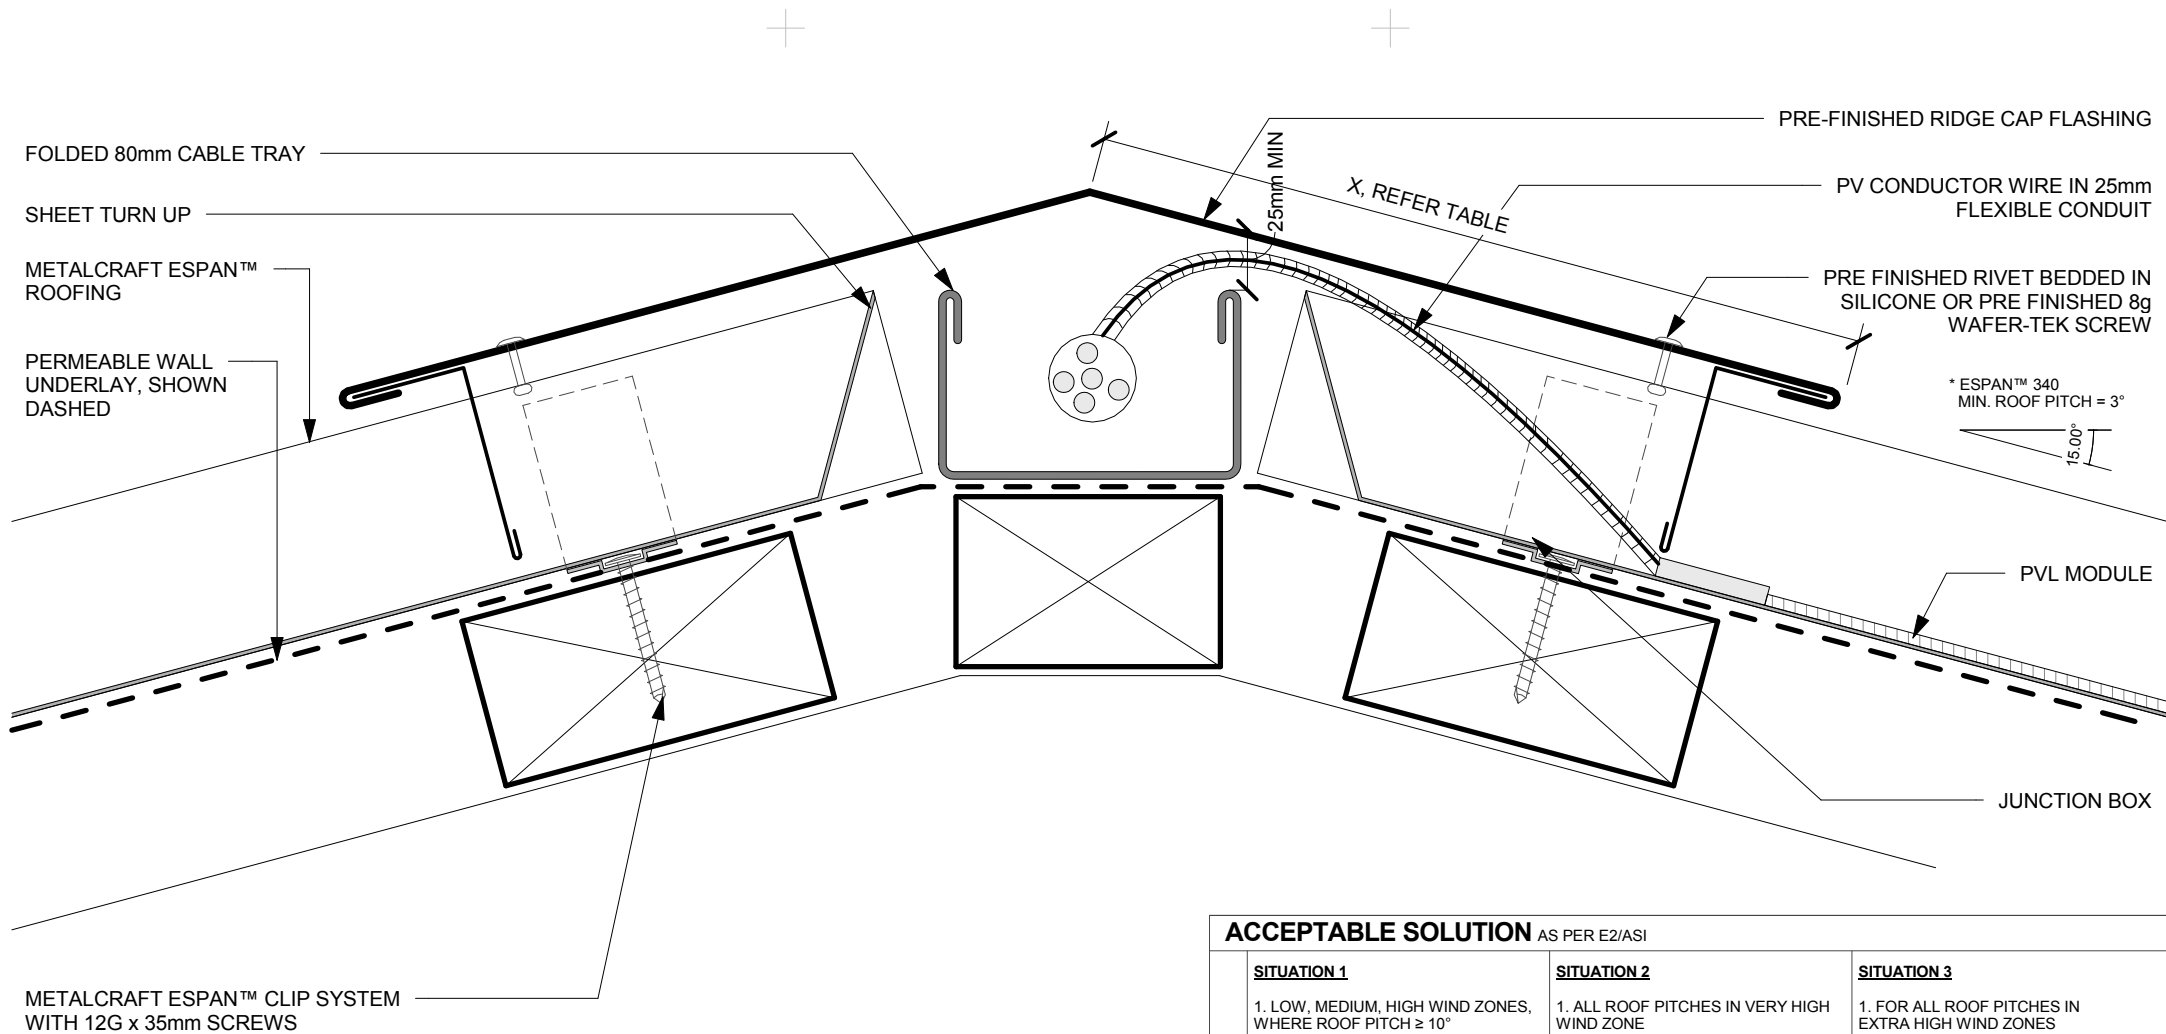 FOLDED 80mm CABLE TRAY
SHEET TURN UP
METALCRAFT ESPAN™
ROOFING
PERMEABLE WALL
UNDERLAY, SHOWN
DASHED
METALCRAFT ESPAN™ CLIP SYSTEM
WITH 12G x 35mm SCREWS
25mm MIN
X, REFER TABLE
PRE-FINISHED RIDGE CAP FLASHING
PV CONDUCTOR WIRE IN 25mm
FLEXIBLE CONDUIT
PRE FINISHED RIVET BEDDED IN
SILICONE OR PRE FINISHED 8g
WAFER-TEK SCREW
* ESPAN™ 340
MIN. ROOF PITCH = 3°
15.00°
PVL MODULE
JUNCTION BOX
ACCEPTABLE SOLUTION AS PER E2/ASI
SITUATION 1
1. LOW, MEDIUM, HIGH WIND ZONES,
WHERE ROOF PITCH ≥ 10°
SITUATION 2
1. ALL ROOF PITCHES IN VERY HIGH
WIND ZONE
SITUATION 3
1. FOR ALL ROOF PITCHES IN
EXTRA HIGH WIND ZONES